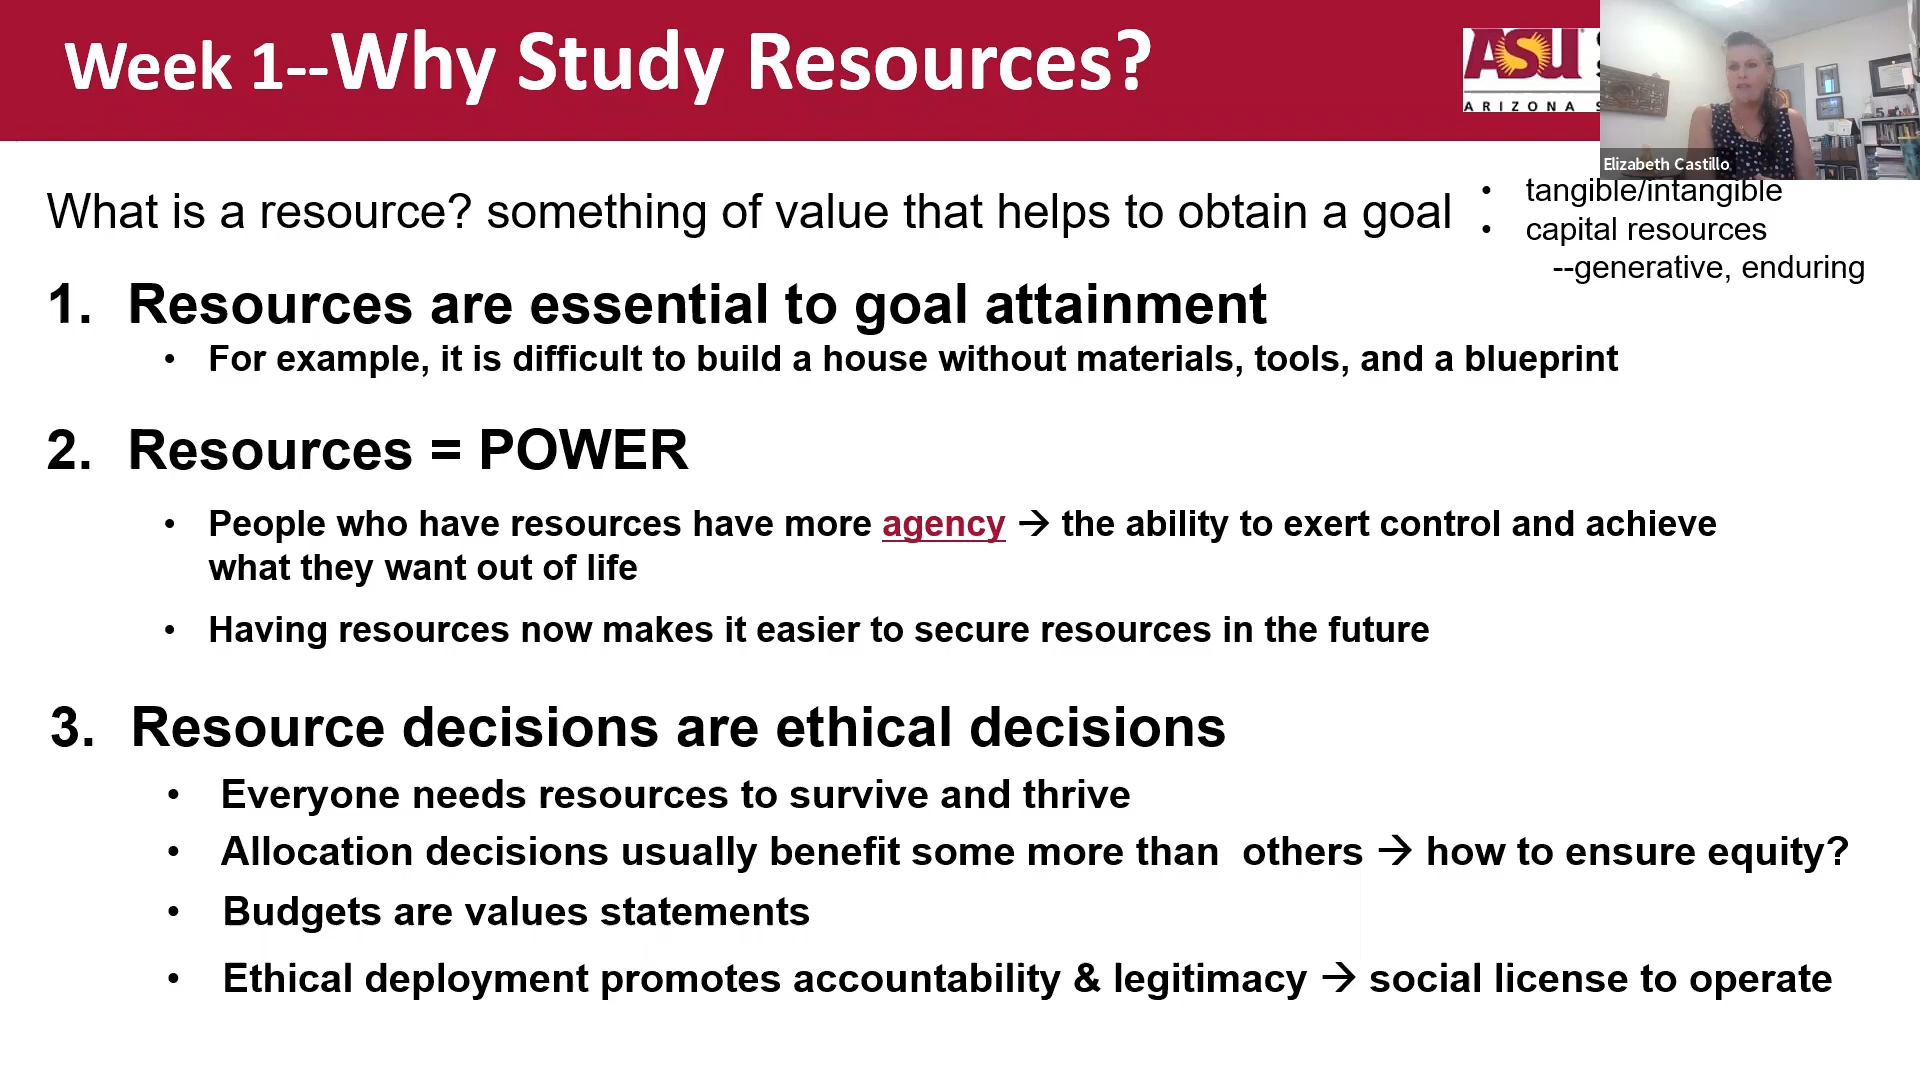 Week 1--Why Study Resources?
ASU
ARIZONA S
Elizabeth Castillo
What is a resource? something of value that helps to obtain a goal
• tangible/intangible
• capital resources
--generative, enduring
1. Resources are essential to goal attainment
• For example, it is difficult to build a house without materials, tools, and a blueprint
2. Resources = POWER
• People who have resources have more agency → the ability to exert control and achieve
what they want out of life
• Having resources now makes it easier to secure resources in the future
3. Resource decisions are ethical decisions
• Everyone needs resources to survive and thrive
• Allocation decisions usually benefit some more than  others → how to ensure equity?
• Budgets are values statements
• Ethical deployment promotes accountability & legitimacy → social license to operate